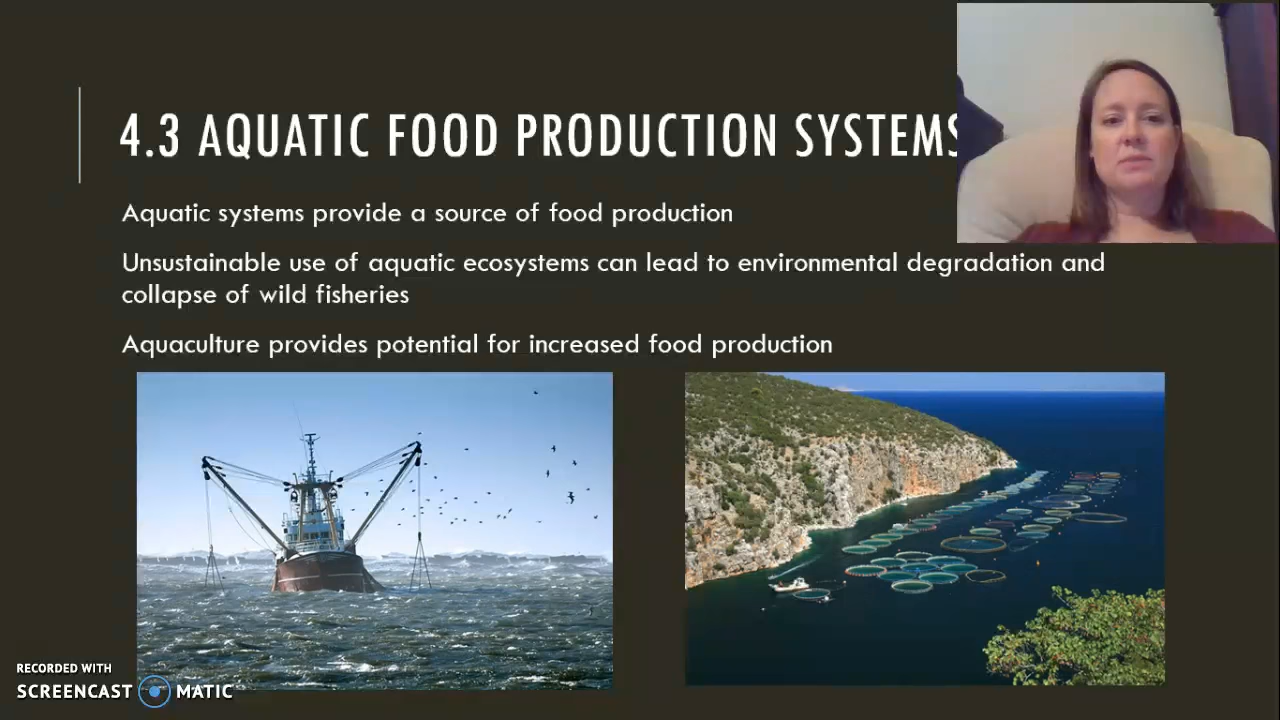 4.3 AQUATIC FOOD PRODUCTION SYSTEMS
Aquatic systems provide a source of food production
Unsustainable use of aquatic ecosystems can lead to environmental degradation and
collapse of wild fisheries
Aquaculture provides potential for increased food production
RECORDED WITH
SCREENCAST MATIC